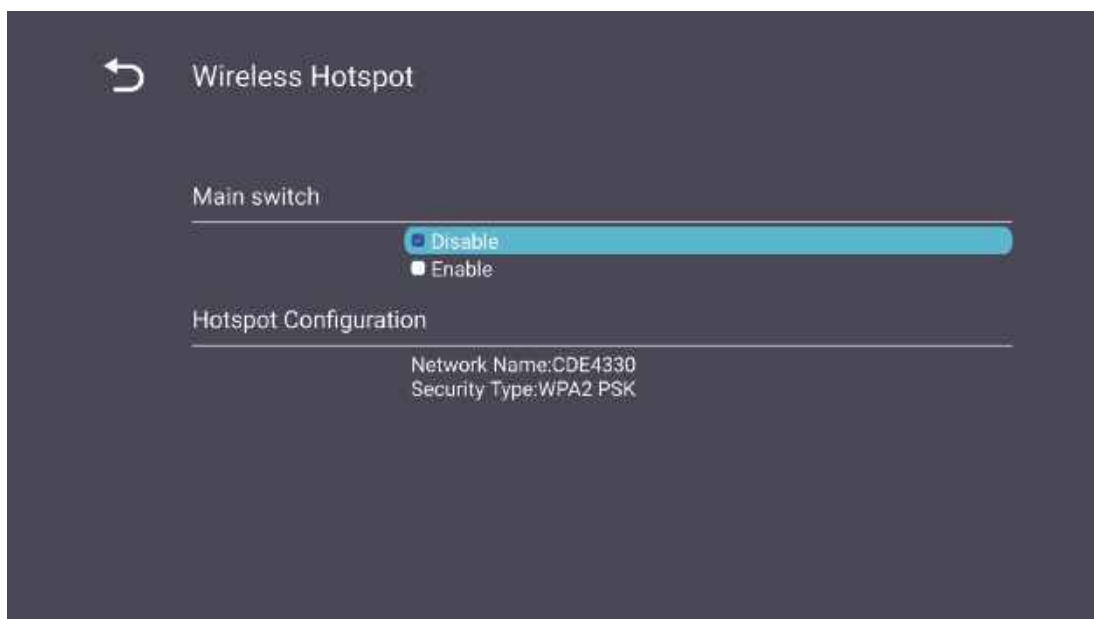 Wireless Hotspot
Main switch
Disable
Enable
Hotspot Configuration
Network Name:CDE4330
Security Type:WPA2 PSK